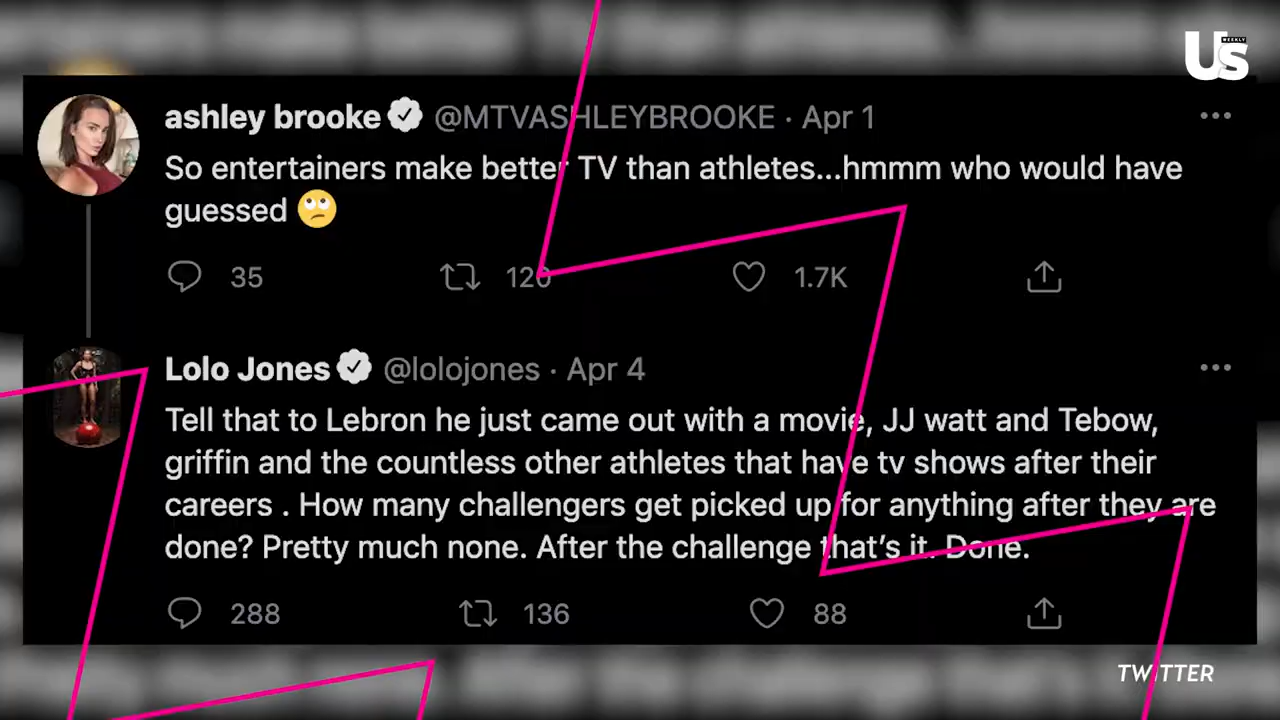 Us
WEEKLY
ashley brooke @MTVASHLEYBROOKE · Apr 1
So entertainers make better TV than athletes...hmmm who would have
guessed 🙄
35 120 1.7K
Lolo Jones @lolojones · Apr 4
Tell that to Lebron he just came out with a movie, JJ watt and Tebow,
griffin and the countless other athletes that have tv shows after their
careers . How many challengers get picked up for anything after they are
done? Pretty much none. After the challenge that's it. Done.
288 136 88
TWITTER